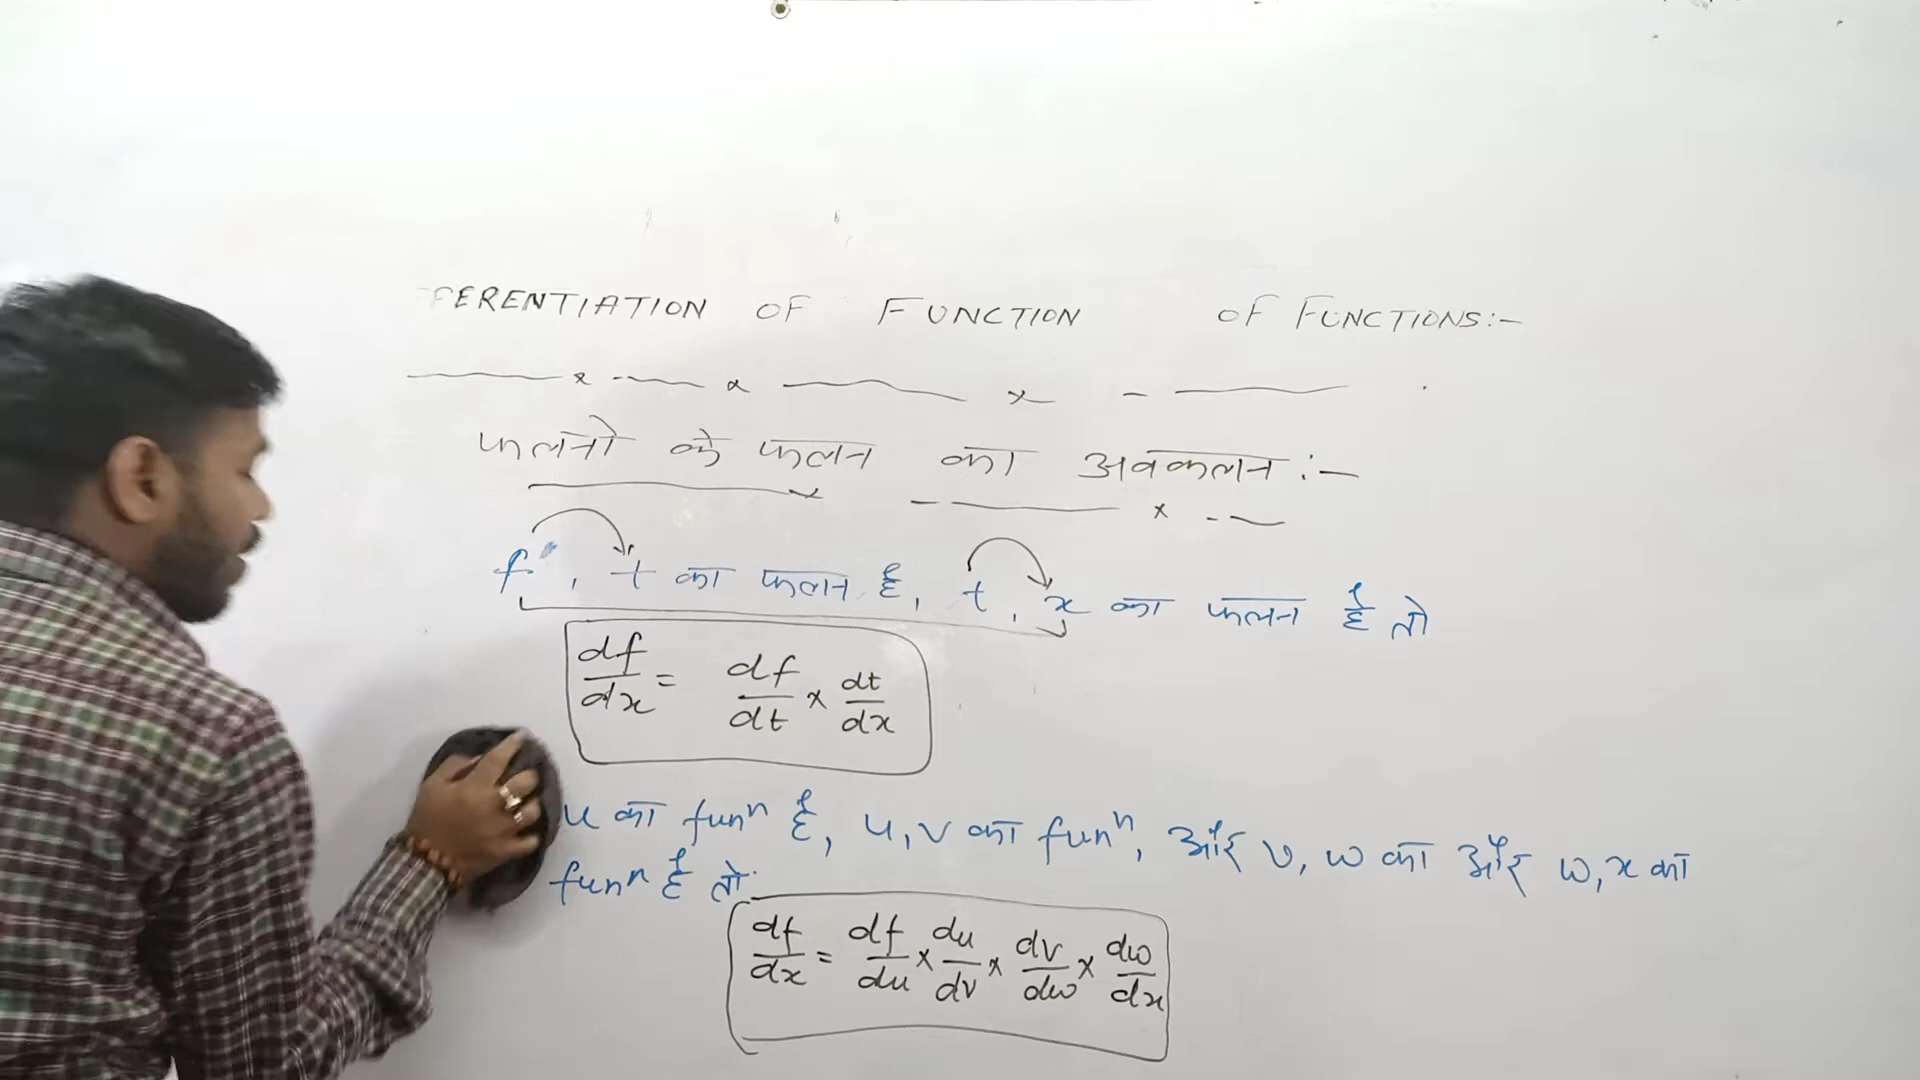 FERENTIATION OF FUNCTION OF FUNCTIONS:-
फलनो के फलन का अवकलन :-
f , t का फलन है, t , x का फलन है तो
df/dx = df/dt × dt/dx
u का funⁿ है, u, v का funⁿ, और v, w का और w, x का
funⁿ है तो
df/dx = df/du × du/dv × dv/dw × dw/dx